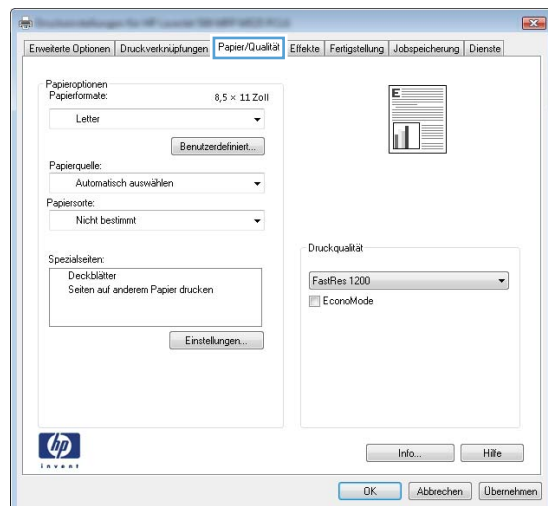 Erweiterte Optionen Druckverknüpfungen Papier/Qualität Effekte Fertigstellung Jobspeicherung Dienste
Papieroptionen
Papierformate: 8,5 × 11 Zoll
Letter
Benutzerdefiniert...
Papierquelle:
Automatisch auswählen
Papiersorte:
Nicht bestimmt
Spezialseiten:
Deckblätter
Seiten auf anderem Papier drucken
Einstellungen...
E
Druckqualität
FastRes 1200
EconoMode
hp
invent
Info... Hilfe
OK Abbrechen Übernehmen